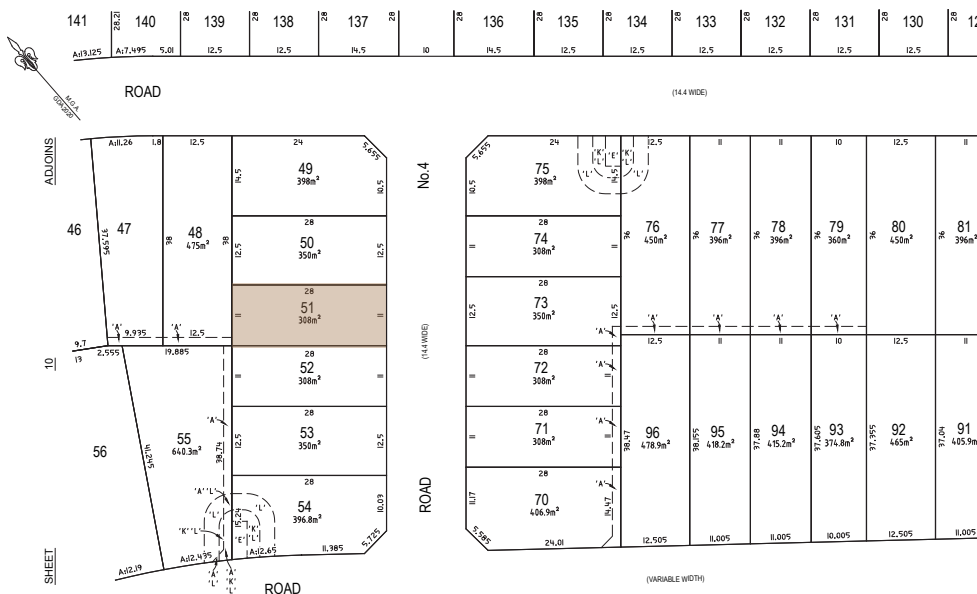 141 28.21 140 28 139 28 138 28 137 28 28 136 28 135 28 134 28 133 28 132 28 131 28 130 28 12
A:13.125 A:7.495 5.01 12.5 12.5 14.5 10 14.5 12.5 12.5 12.5 12.5 12.5 12.5
M.G.A.
GDA2020
ROAD
(14.4 WIDE)
ADJOINS
10
SHEET
A:11.26 1.8 12.5 24 5.655
46
37.595
47
38
48
475m²
38
14.5
49
398m²
10.5
28
12.5
50
350m²
12.5
28
=
51
308m²
=
'A' 9.935 'A' 12.5
9.7
13
2.555 19.885
28
=
52
308m²
=
56
41.245
55
640.3m²
38.74
'A'
28
12.5
53
350m²
12.5
28
15.24
54
396.8m²
10.03
5.725
'A' 'L'
'L'
'L'
'K' 'L'
'E'
'K'
'L'
A:12.19 A:12.435 A:12.65 11.385
'A'
'L'
'A'
'K'
'L'
ROAD
No.4
(14.4 WIDE)
ROAD
5.655 24 12.5 11 11 10 12.5 11
10.5
75
398m²
14.5
'K'
'L'
'E'
'K'
'L'
'L'
'L'
28
=
74
308m²
=
28
12.5
73
350m²
12.5
28
=
72
308m²
=
28
=
71
308m²
=
28
11.17
70
406.9m²
14.47
5.585
24.01
'A'
'A'
'A'
'A'
36
76
450m²
36
77
396m²
36
78
396m²
36
79
360m²
36
80
450m²
36
81
396m²
'A' 'A' 'A' 'A'
12.5 11 11 10 12.5 11
38.47
96
478.9m²
38.155
95
418.2m²
37.88
94
415.2m²
37.605
93
374.8m²
37.355
92
465m²
37.04
91
405.9m
12.505 11.005 11.005 10.005 12.505 11.005
(VARIABLE WIDTH)